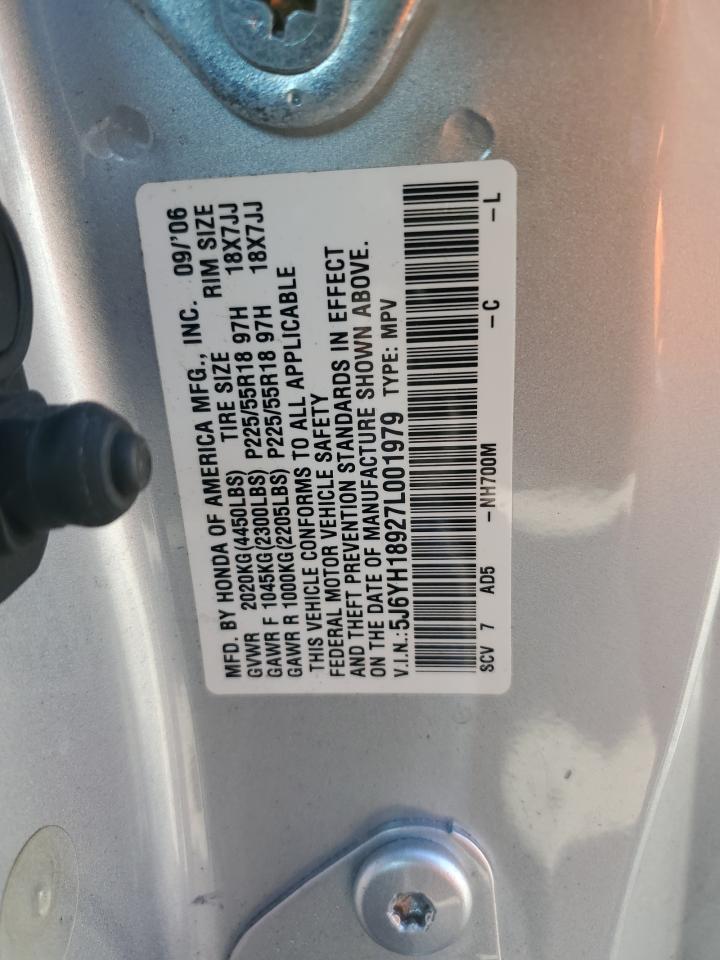 MFD. BY HONDA OF AMERICA MFG., INC. 09/'06
GVWR 2020KG(4450LBS) TIRE SIZE RIM SIZE
GAWR F 1045KG(2300LBS) P225/55R18 97H 18X7JJ
GAWR R 1000KG(2205LBS) P225/55R18 97H 18X7JJ
THIS VEHICLE CONFORMS TO ALL APPLICABLE
FEDERAL MOTOR VEHICLE SAFETY
AND THEFT PREVENTION STANDARDS IN EFFECT
ON THE DATE OF MANUFACTURE SHOWN ABOVE.
V.I.N.:5J6YH18927L001979 TYPE: MPV
SCV 7 AD5 -NH700M -C -L